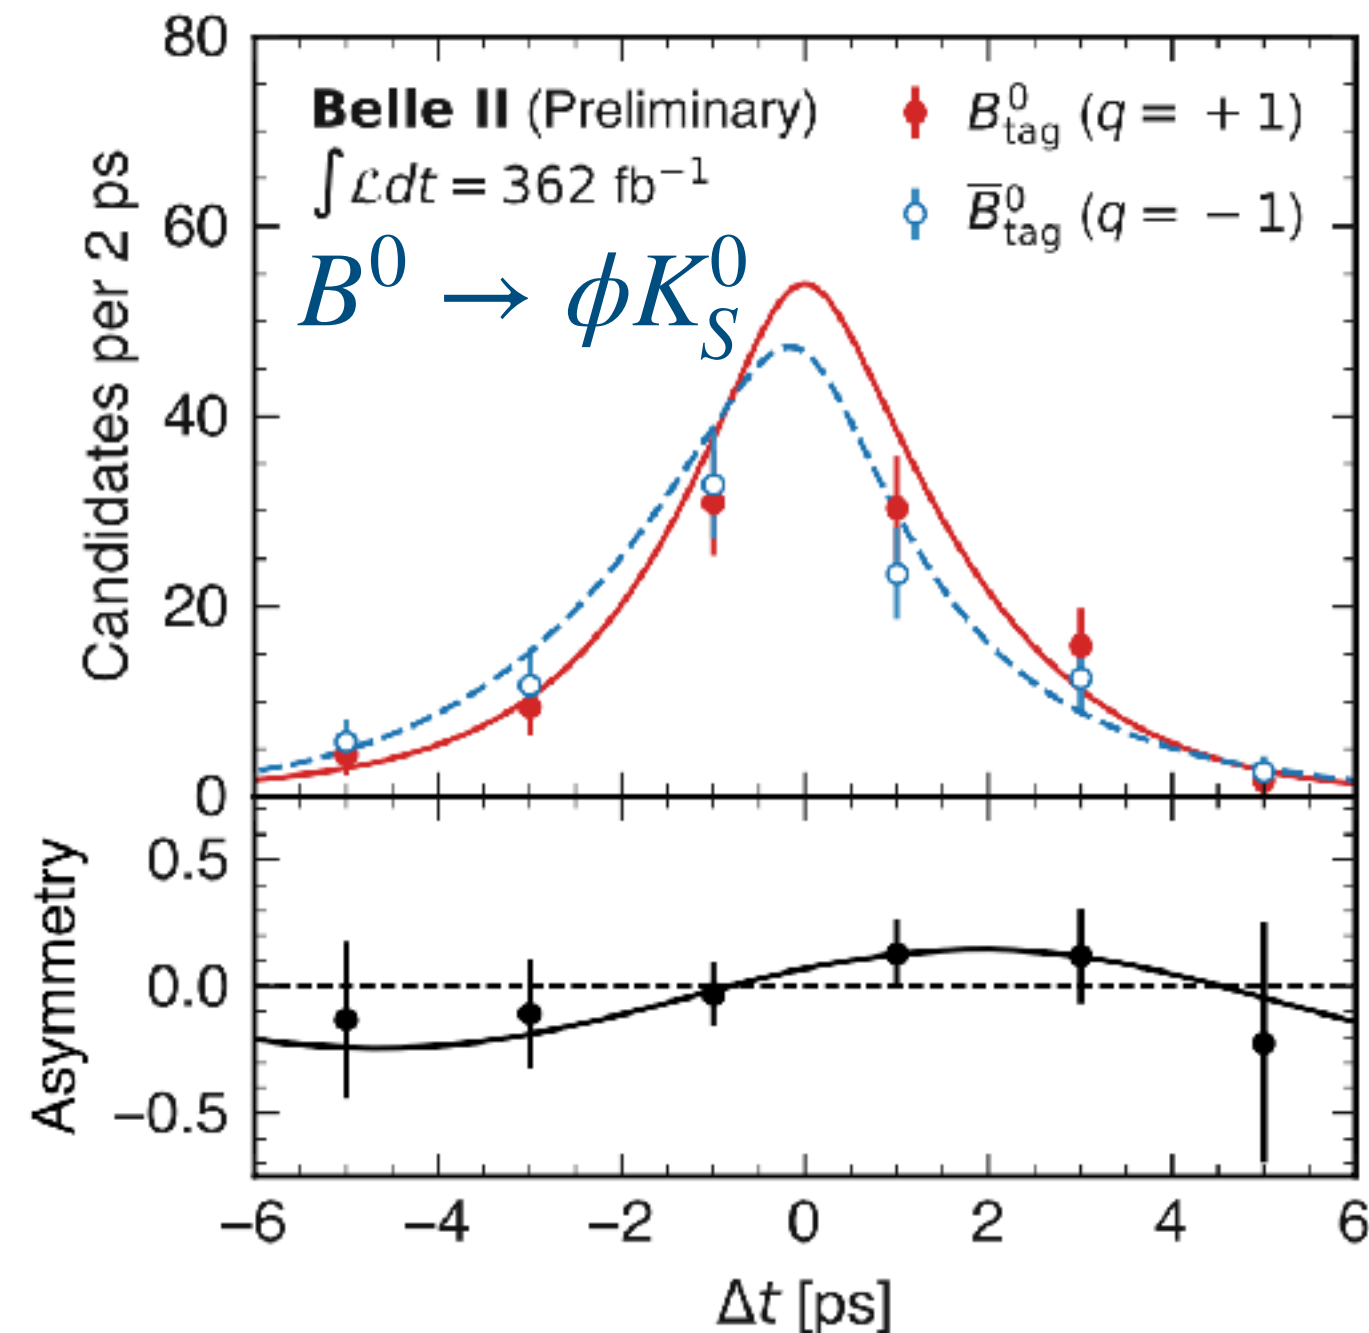 80
60
40
20
0
Candidates per 2 ps
Belle II (Preliminary)
∫ℒdt = 362 fb⁻¹
B⁰ → ϕK⁰_S
B⁰_tag (q = + 1)
B̅⁰_tag (q = − 1)
0.5
0.0
−0.5
Asymmetry
−6 −4 −2 0 2 4 6
Δt [ps]